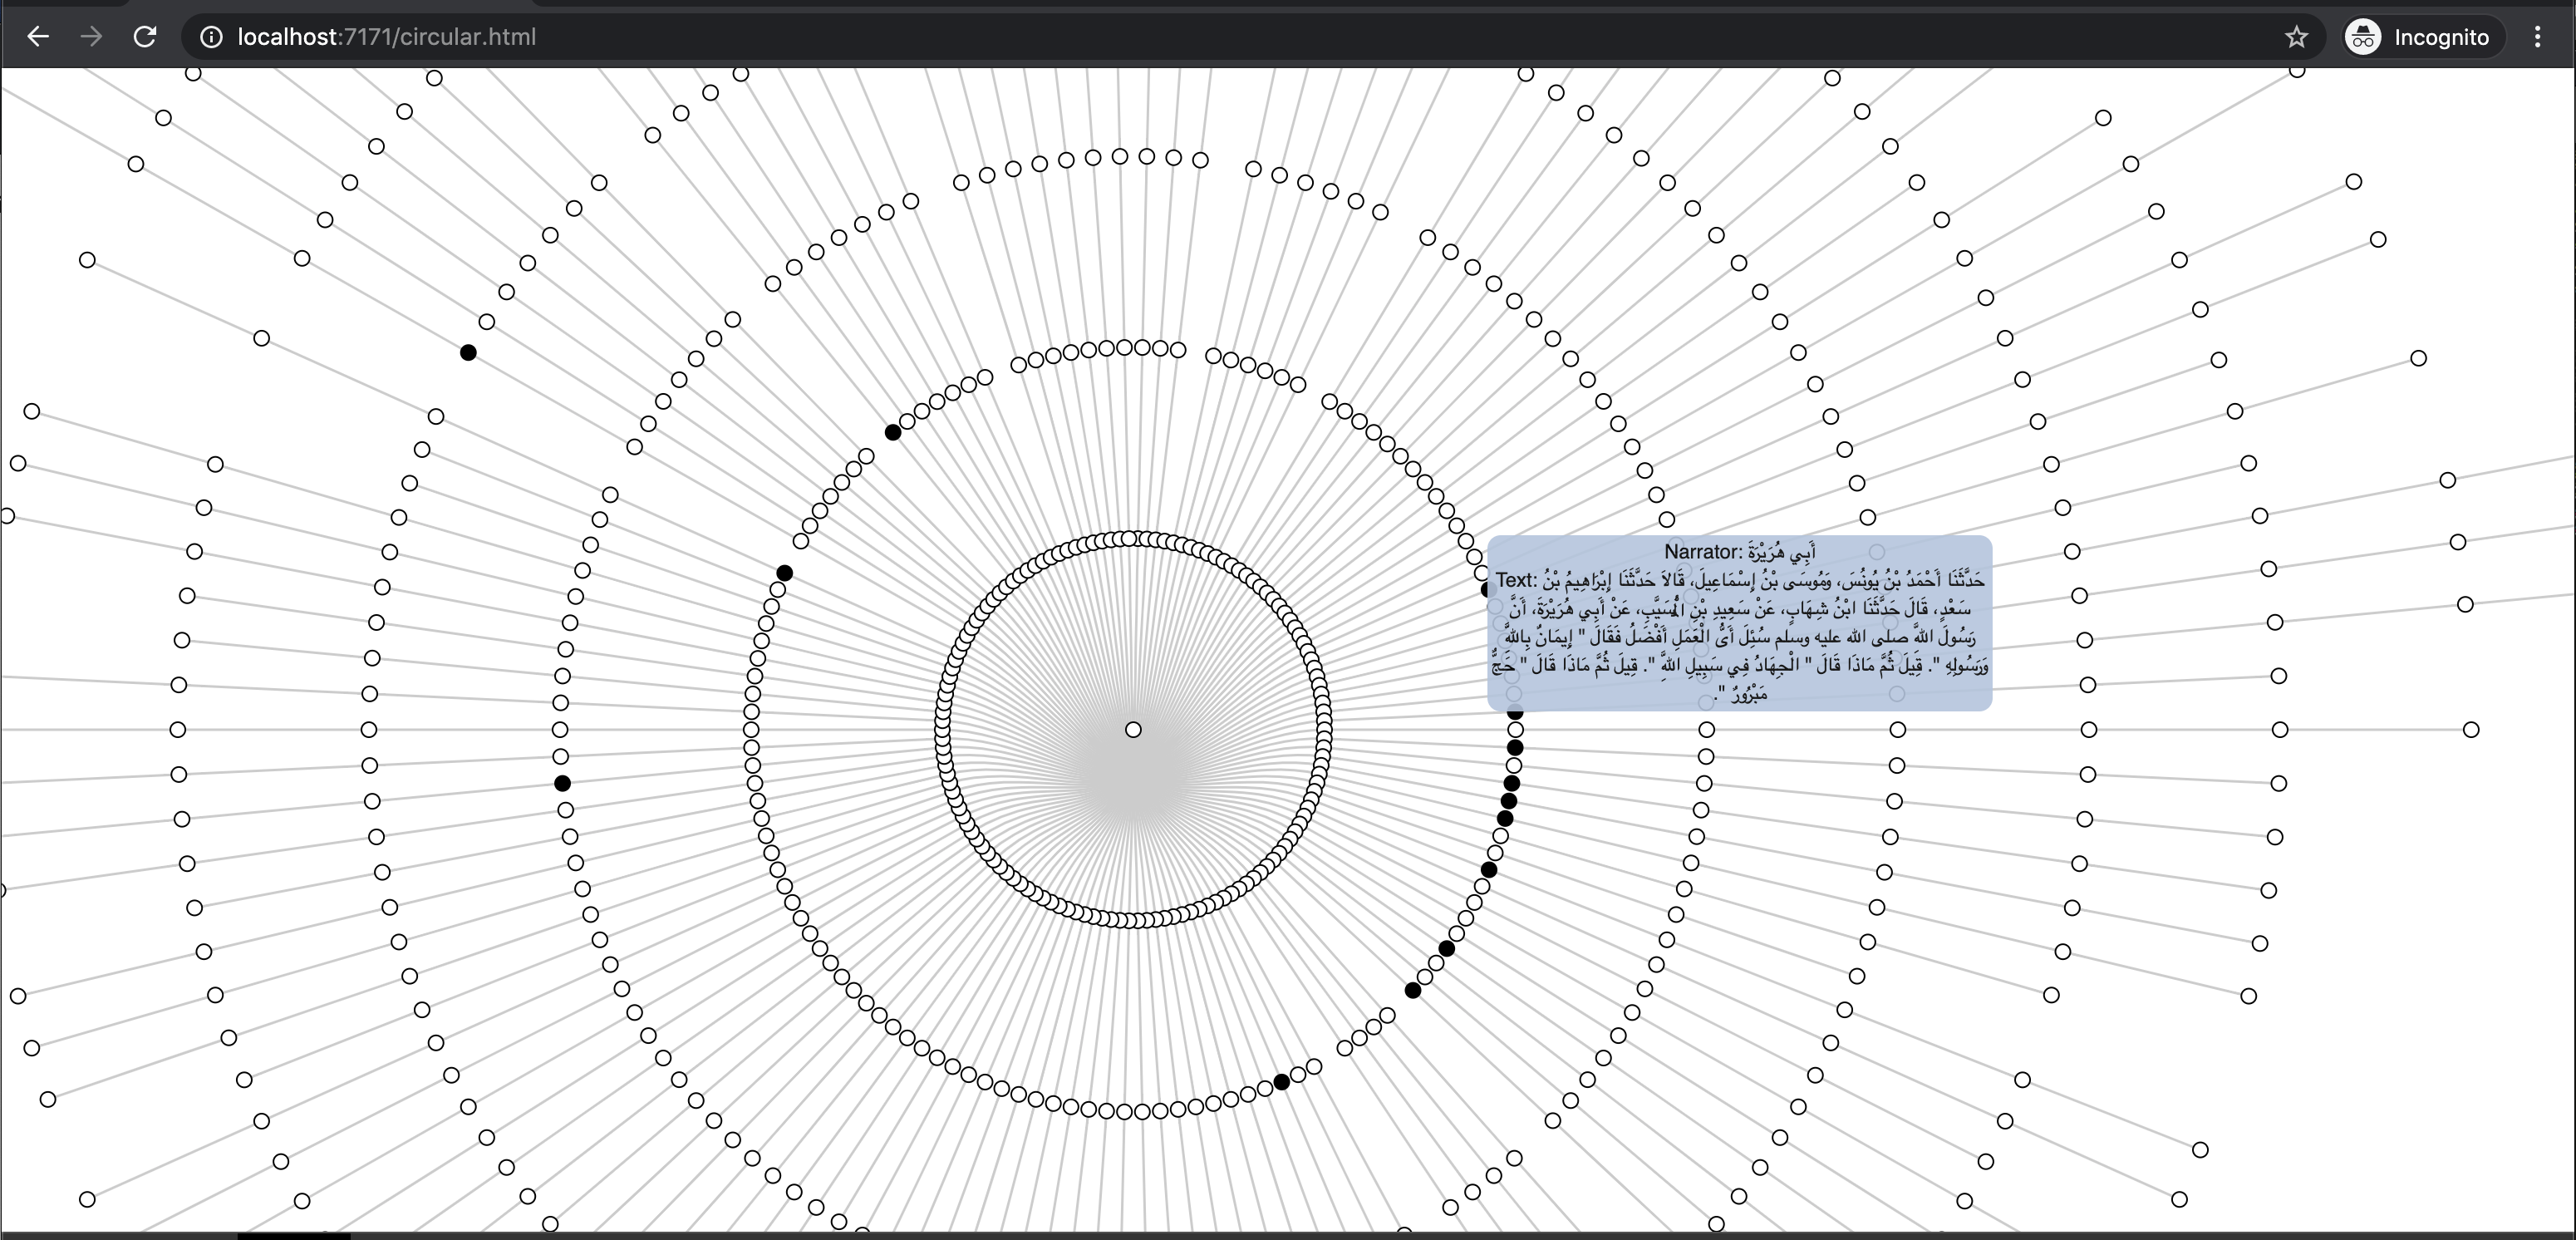 localhost:7171/circular.html
Incognito
Narrator: أَبِي هُرَيْرَةَ
Text: حَدَّثَنَا أَحْمَدُ بْنُ يُونُسَ، وَمُوسَى بْنُ إِسْمَاعِيلَ، قَالاَ حَدَّثَنَا إِبْرَاهِيمُ بْنُ
سَعْدٍ، قَالَ حَدَّثَنَا ابْنُ شِهَابٍ، عَنْ سَعِيدِ بْنِ الْمُسَيَّبِ، عَنْ أَبِي هُرَيْرَةَ، أَنَّ
رَسُولَ اللَّهِ صلى الله عليه وسلم سُئِلَ أَىُّ الْعَمَلِ أَفْضَلُ فَقَالَ " إِيمَانٌ بِاللَّهِ
وَرَسُولِهِ ". قِيلَ ثُمَّ مَاذَا قَالَ " الْجِهَادُ فِي سَبِيلِ اللَّهِ ". قِيلَ ثُمَّ مَاذَا قَالَ " حَجٌّ
مَبْرُورٌ ".